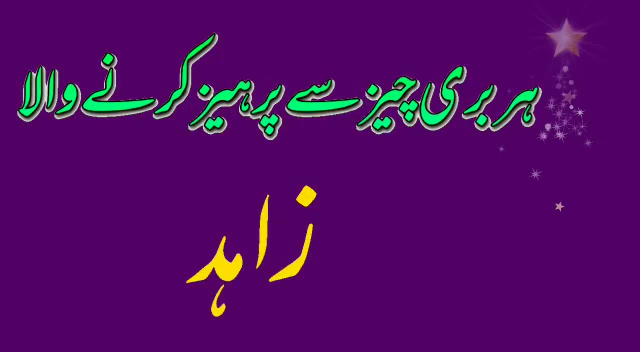 ہر بری چیز سے پرہیز کرنے والا
زاہد